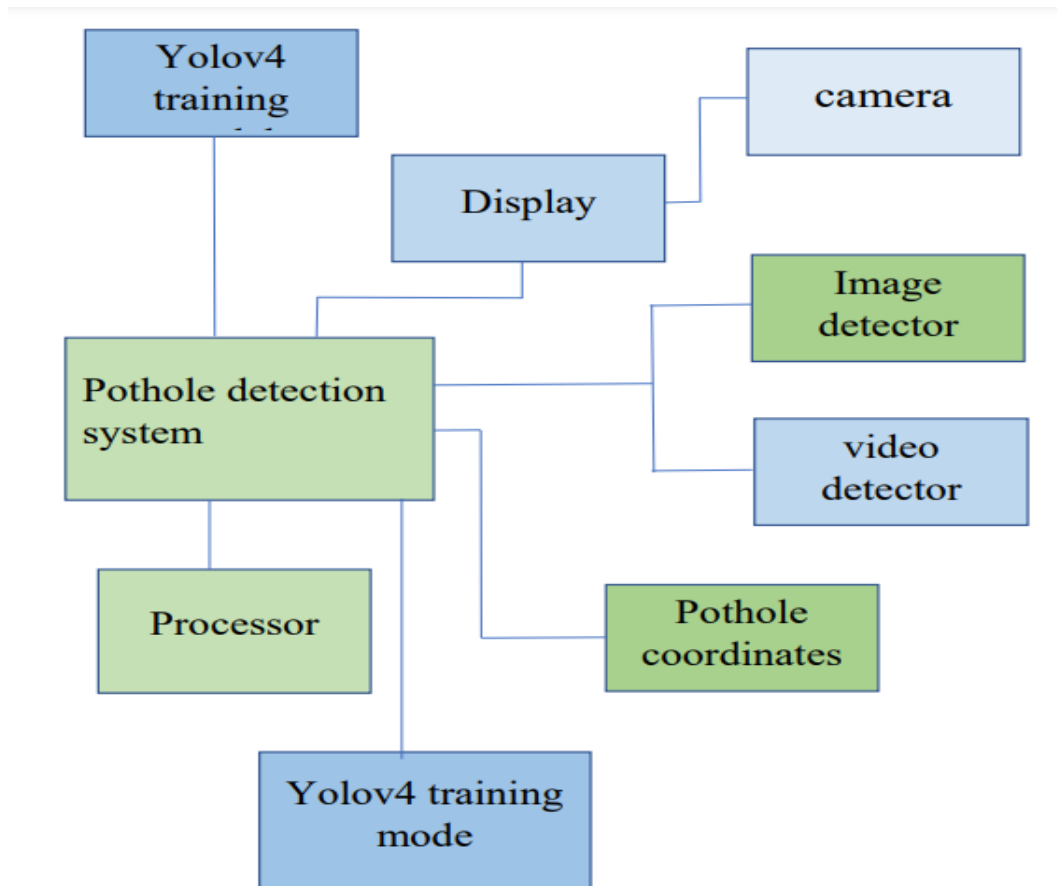 Yolov4
training
camera
Display
Image
detector
Pothole detection
system
video
detector
Processor
Pothole
coordinates
Yolov4 training
mode